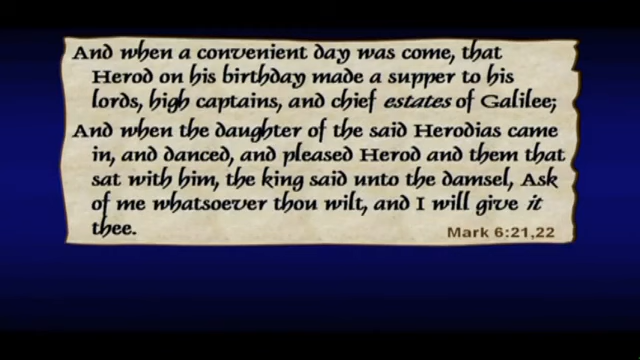 And when a convenient day was come, that
Herod on his birthday made a supper to his
lords, high captains, and chief estates of Galilee;
And when the daughter of the said Herodias came
in, and danced, and pleased Herod and them that
sat with him, the king said unto the damsel, Ask
of me whatsoever thou wilt, and I will give it
thee.
Mark 6:21,22